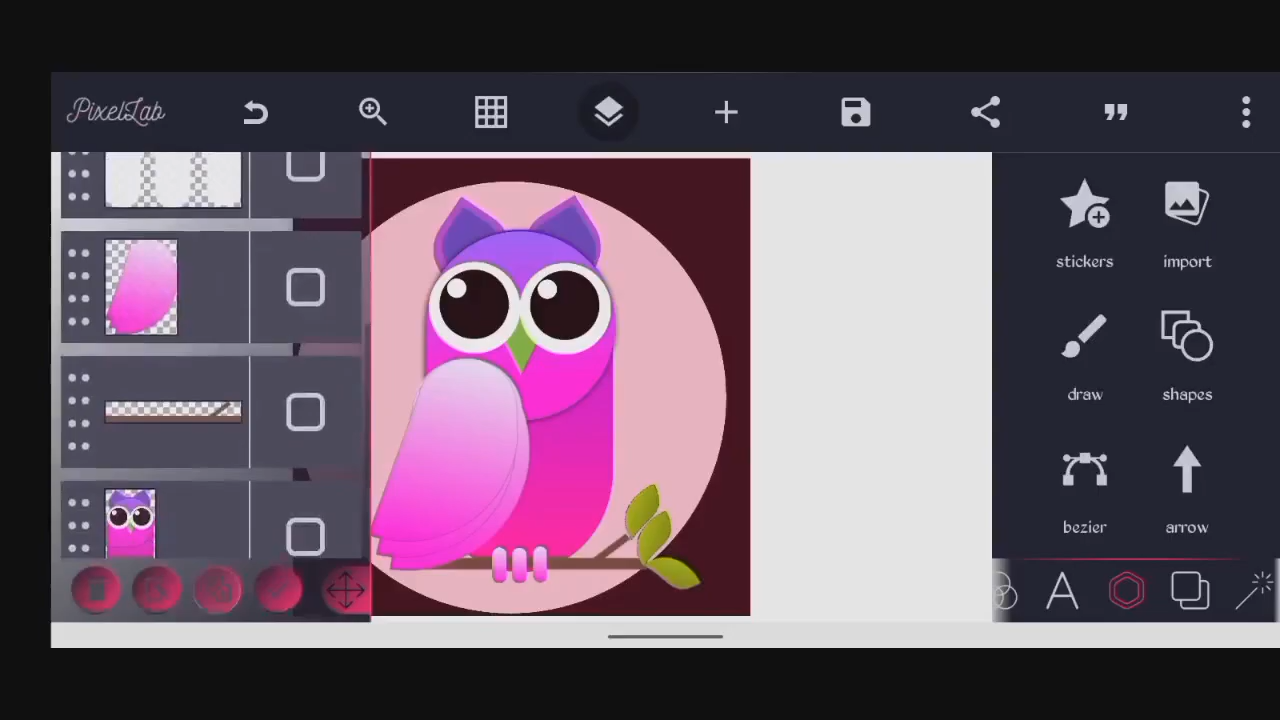 PixelLab
stickers
import
draw
shapes
bezier
arrow